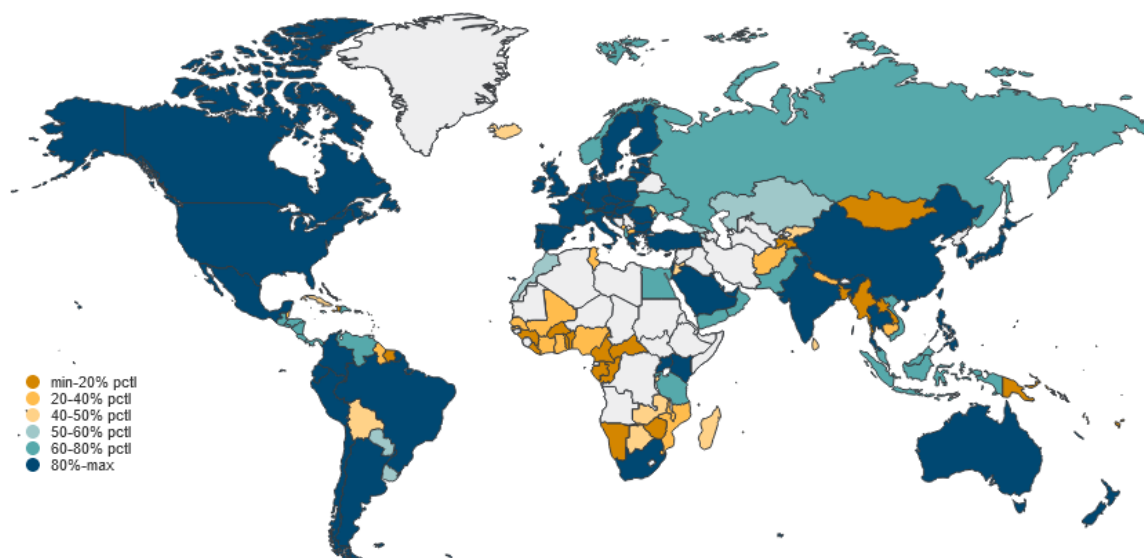 min-20% pctl
20-40% pctl
40-50% pctl
50-60% pctl
60-80% pctl
80%-max